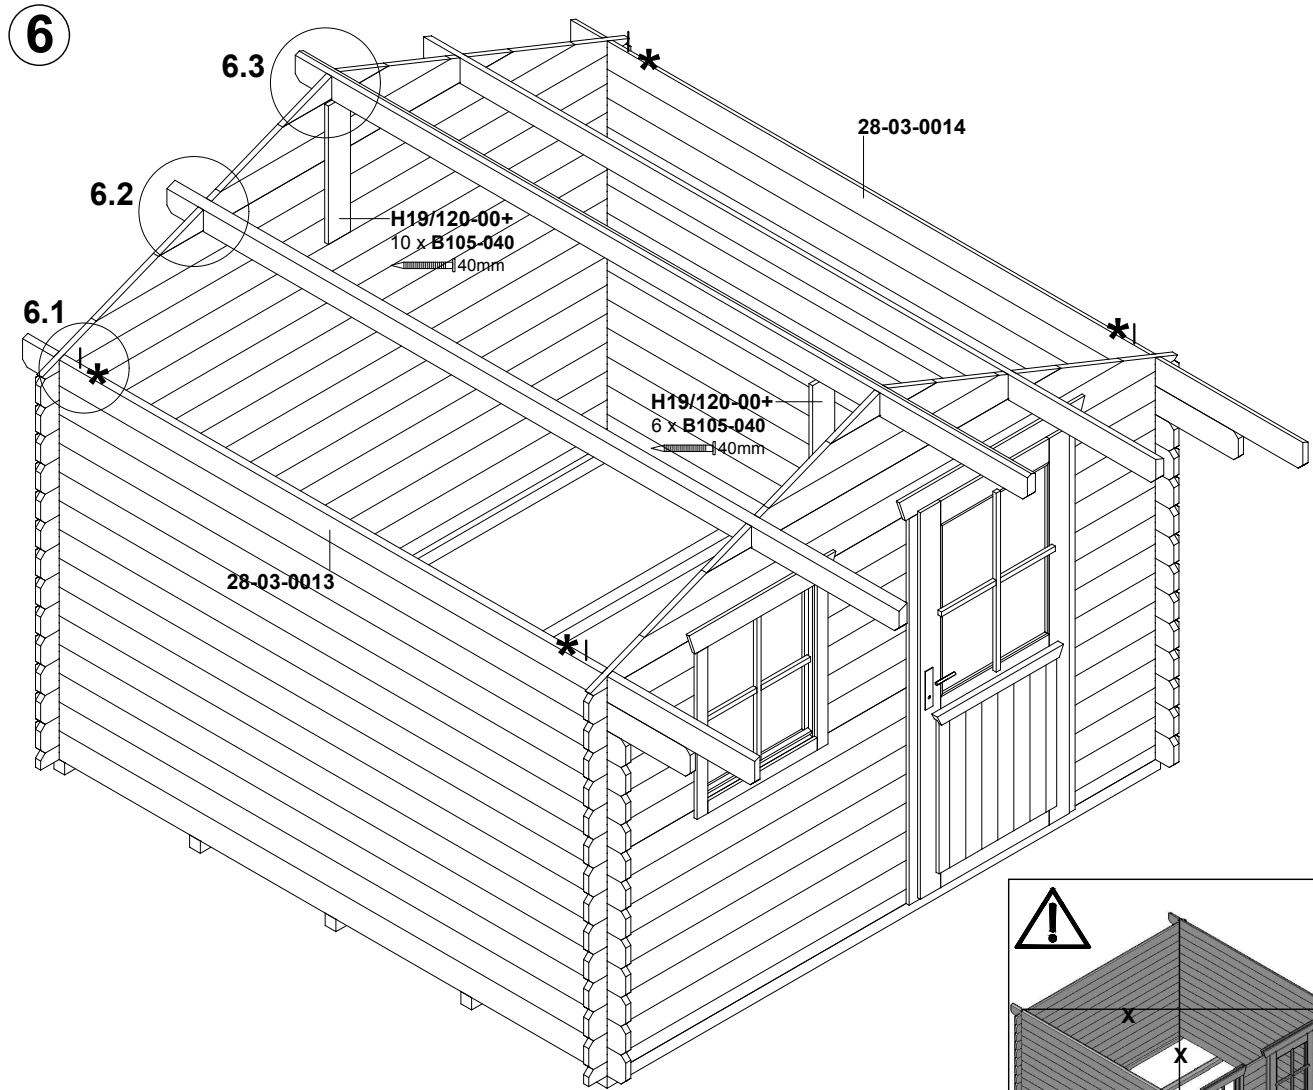 6
6.3
*
28-03-0014
6.2
H19/120-00+
10 x B105-040
40mm
6.1
*
*
H19/120-00+
6 x B105-040
40mm
28-03-0013
*
!
x
x